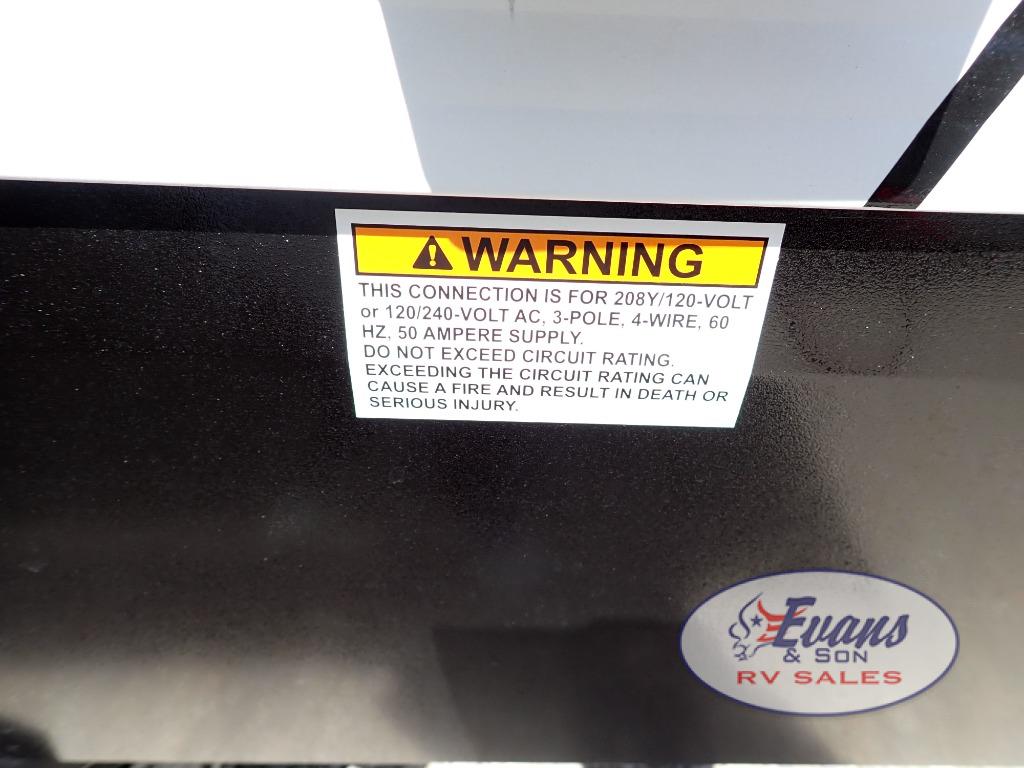 WARNING
THIS CONNECTION IS FOR 208Y/120-VOLT
or 120/240-VOLT AC, 3-POLE, 4-WIRE, 60
HZ, 50 AMPERE SUPPLY.
DO NOT EXCEED CIRCUIT RATING.
EXCEEDING THE CIRCUIT RATING CAN
CAUSE A FIRE AND RESULT IN DEATH OR
SERIOUS INJURY.
Evans
& SON
RV SALES